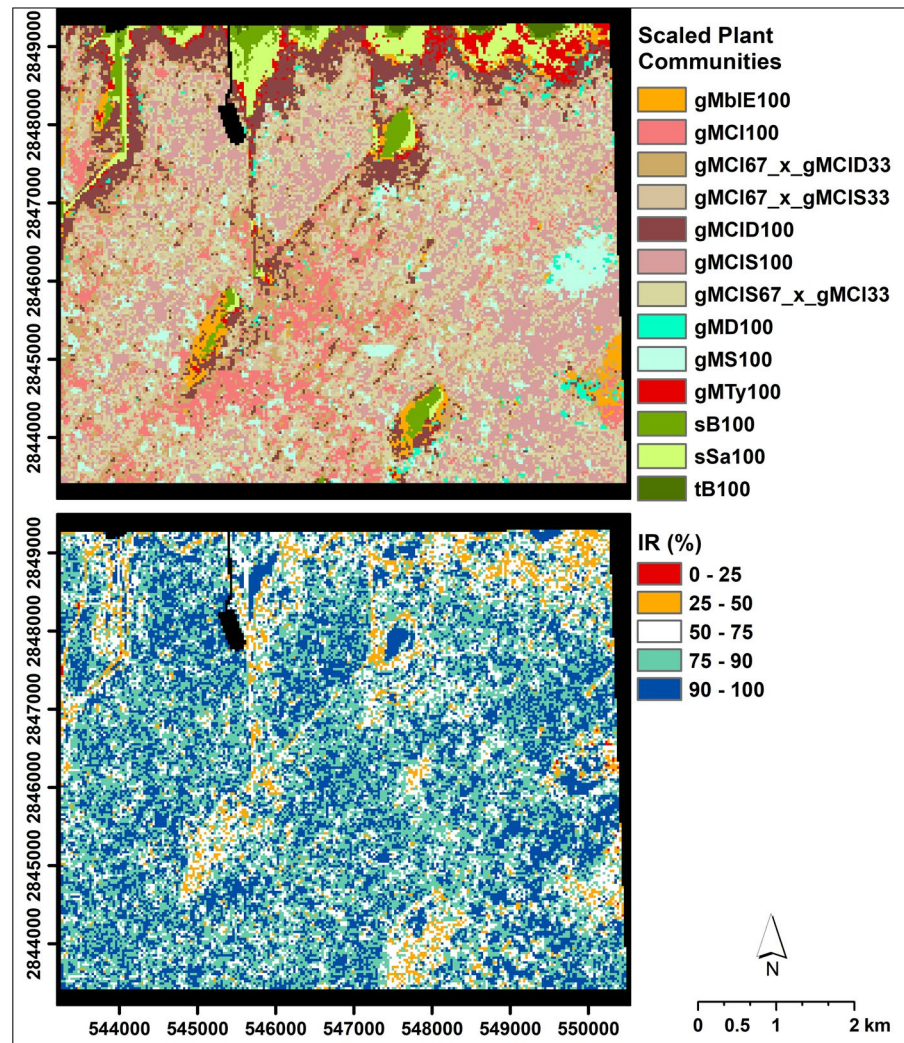 Scaled Plant
Communities
gMblE100
gMCl100
gMCl67_x_gMClD33
gMCl67_x_gMClS33
gMClD100
gMClS100
gMClS67_x_gMCl33
gMD100
gMS100
gMTy100
sB100
sSa100
tB100
2849000
2848000
2847000
2846000
2845000
2844000
IR (%)
0 - 25
25 - 50
50 - 75
75 - 90
90 - 100
2849000
2848000
2847000
2846000
2845000
2844000
544000 545000 546000 547000 548000 549000 550000
N
0 0.5 1 2 km